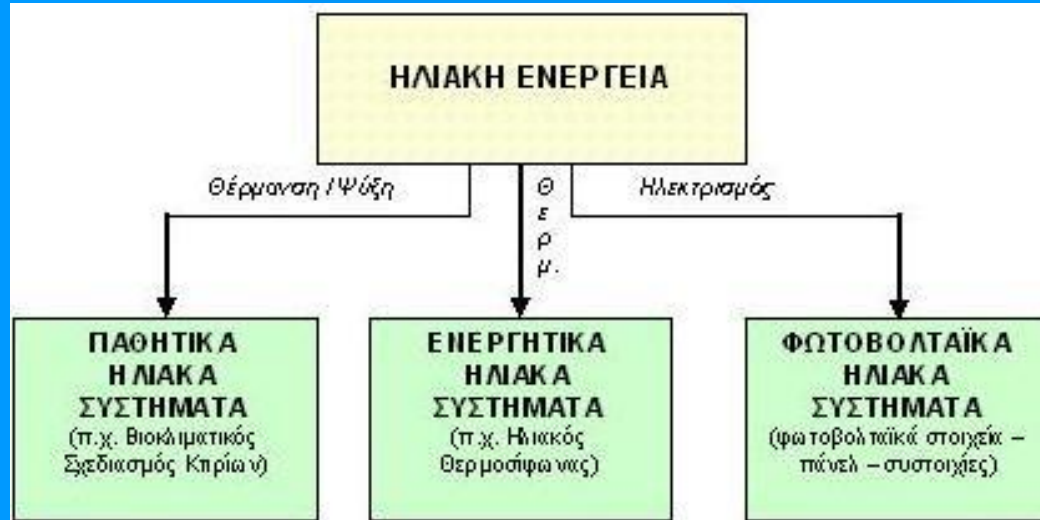 ΗΛΙΑΚΗ ΕΝΕΡΓΕΙΑ
Θέρμανση / Ψύξη
Θ
ε
ρ
μ.
Ηλεκτρισμός
ΠΑΘΗΤΙΚΑ
ΗΛΙΑΚΑ
ΣΥΣΤΗΜΑΤΑ
(π.χ. Βιοκλιματικός
Σχεδιασμός Κτιρίων)
ΕΝΕΡΓΗΤΙΚΑ
ΗΛΙΑΚΑ
ΣΥΣΤΗΜΑΤΑ
(π.χ. Ηλιακός
Θερμοσίφωνας)
ΦΩΤΟΒΟΛΤΑΪΚΑ
ΗΛΙΑΚΑ
ΣΥΣΤΗΜΑΤΑ
(φωτοβολταϊκά στοιχεία –
πάνελ – συστοιχίες)